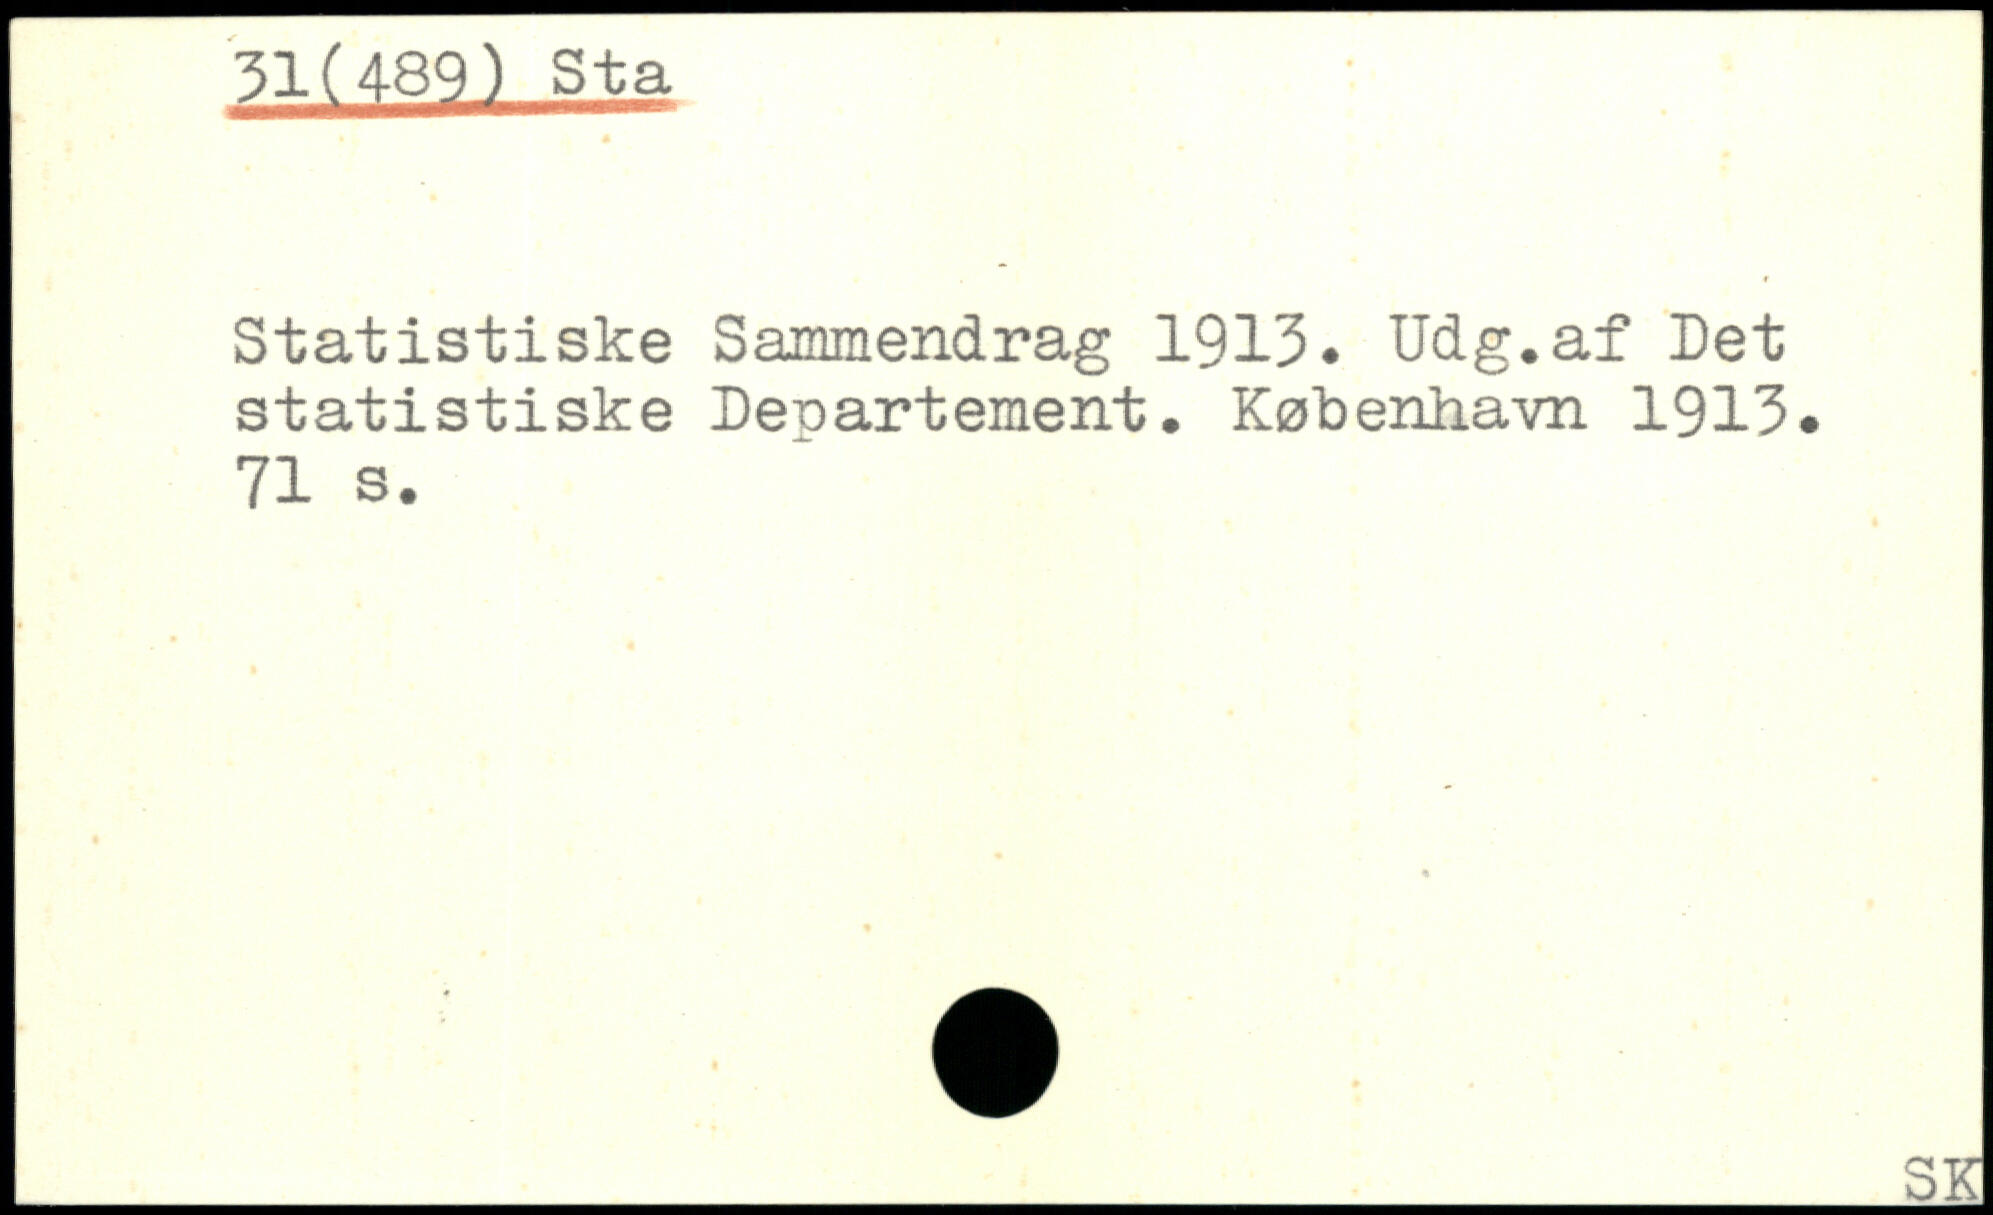 31(489) Sta
Statistiske Sammendrag 1913. Udg.af Det
statistiske Departement. København 1913.
71 s.
SK